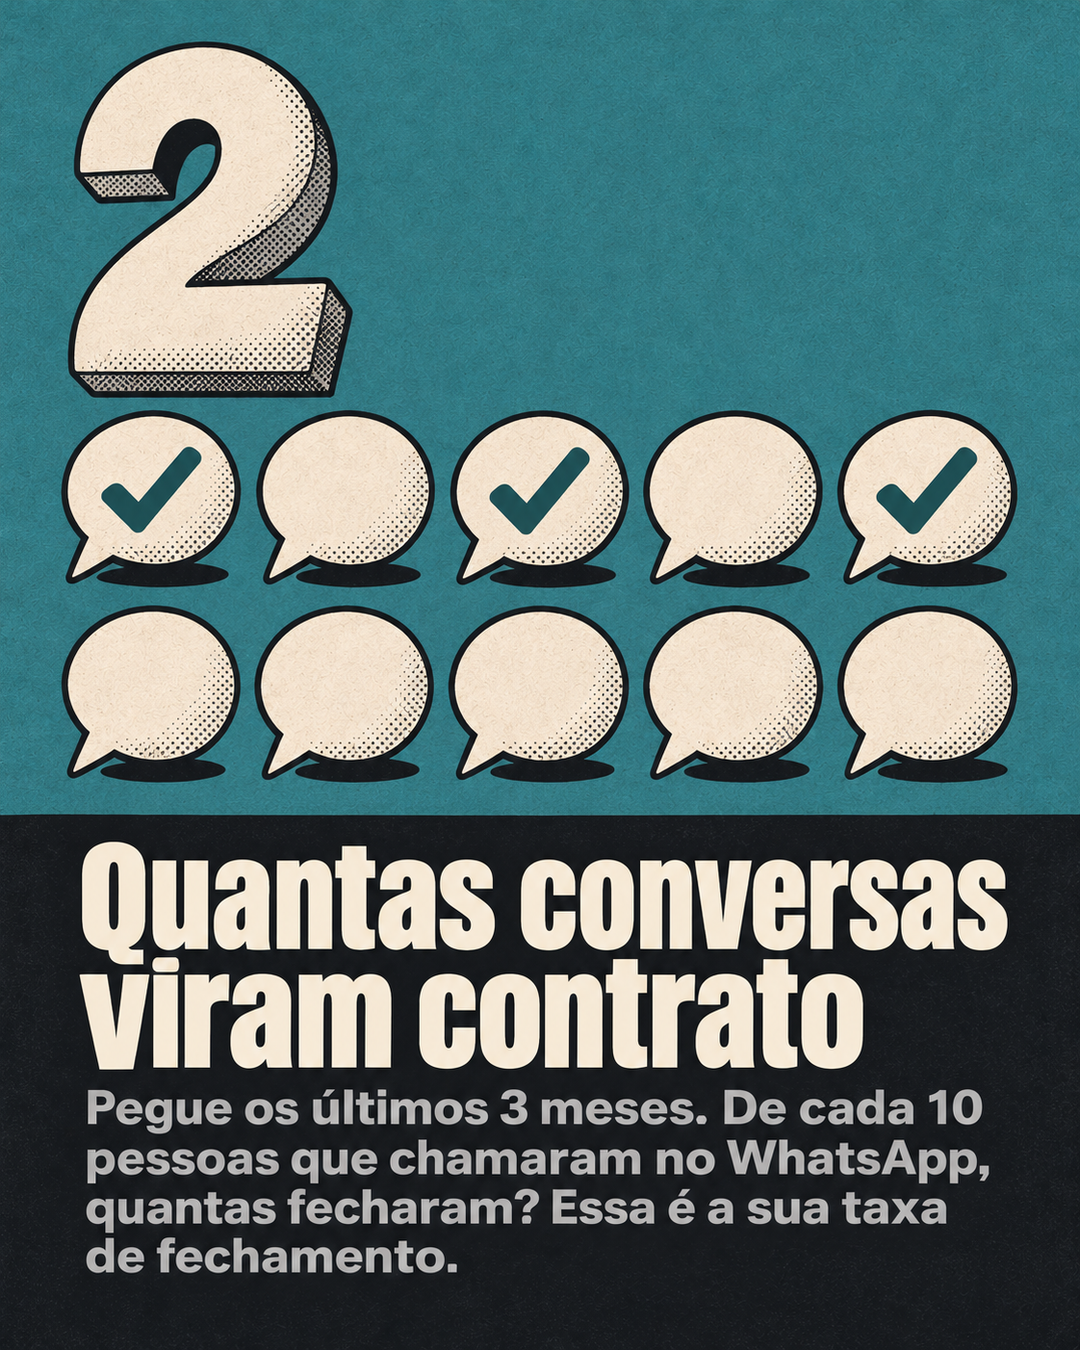 2
Quantas conversas
viram contrato
Pegue os últimos 3 meses. De cada 10
pessoas que chamaram no WhatsApp,
quantas fecharam? Essa é a sua taxa
de fechamento.